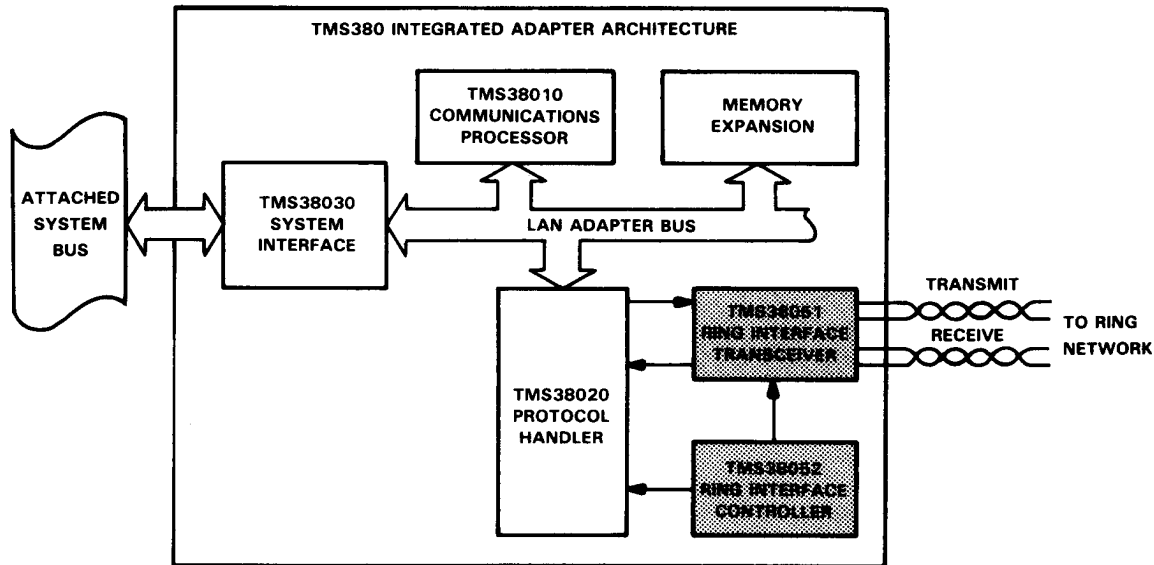 TMS380 INTEGRATED ADAPTER ARCHITECTURE
TMS38010
COMMUNICATIONS
PROCESSOR
MEMORY
EXPANSION
ATTACHED
SYSTEM
BUS
TMS38030
SYSTEM
INTERFACE
LAN ADAPTER BUS
TMS38020
PROTOCOL
HANDLER
TMS38051
RING INTERFACE
TRANSCEIVER
TRANSMIT
RECEIVE
TO RING
NETWORK
TMS38052
RING INTERFACE
CONTROLLER